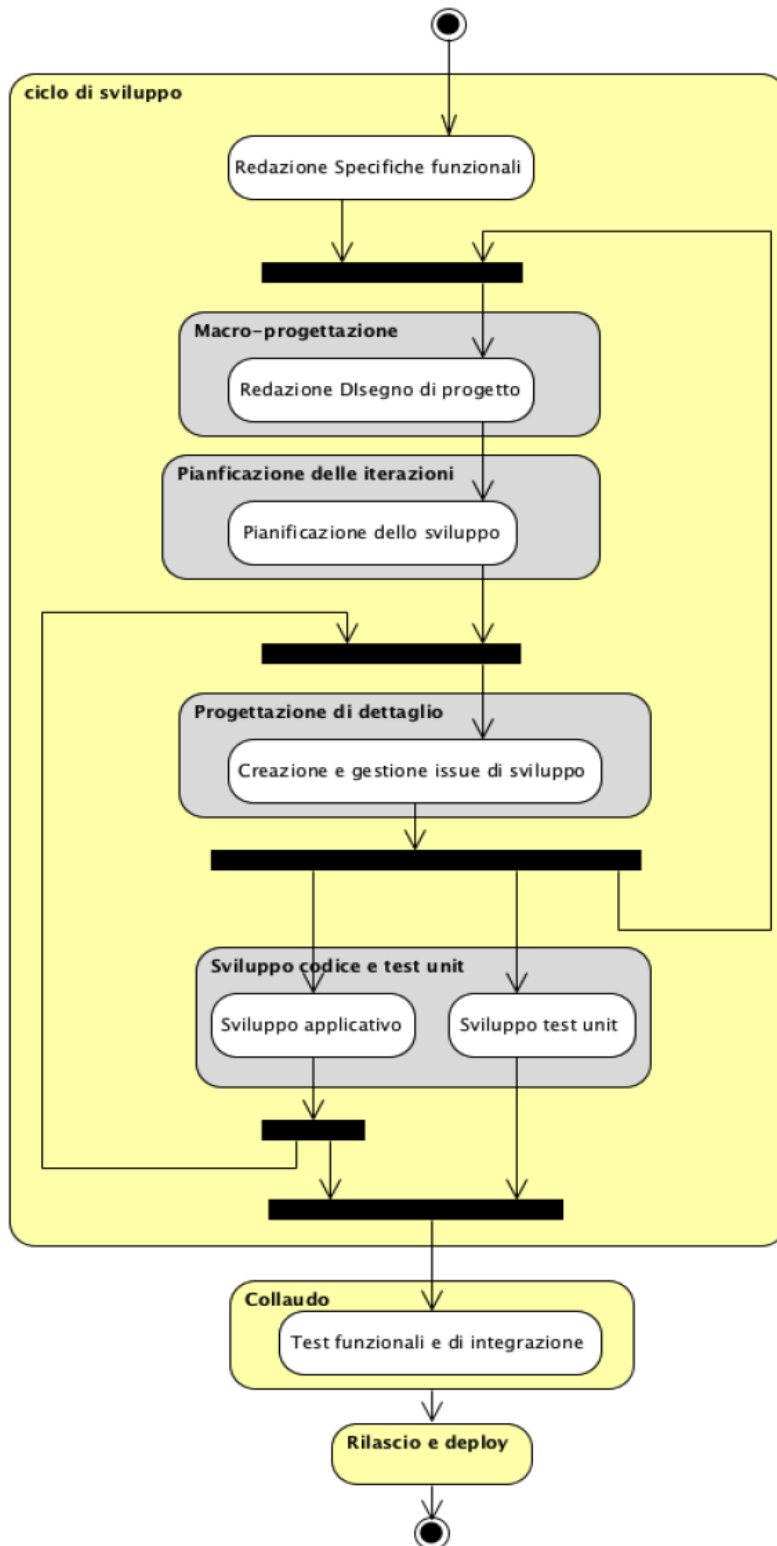 ciclo di sviluppo
Redazione Specifiche funzionali
Macro-progettazione
Redazione DIsegno di progetto
Pianficazione delle iterazioni
Pianificazione dello sviluppo
Progettazione di dettaglio
Creazione e gestione issue di sviluppo
Sviluppo codice e test unit
Sviluppo applicativo
Sviluppo test unit
Collaudo
Test funzionali e di integrazione
Rilascio e deploy